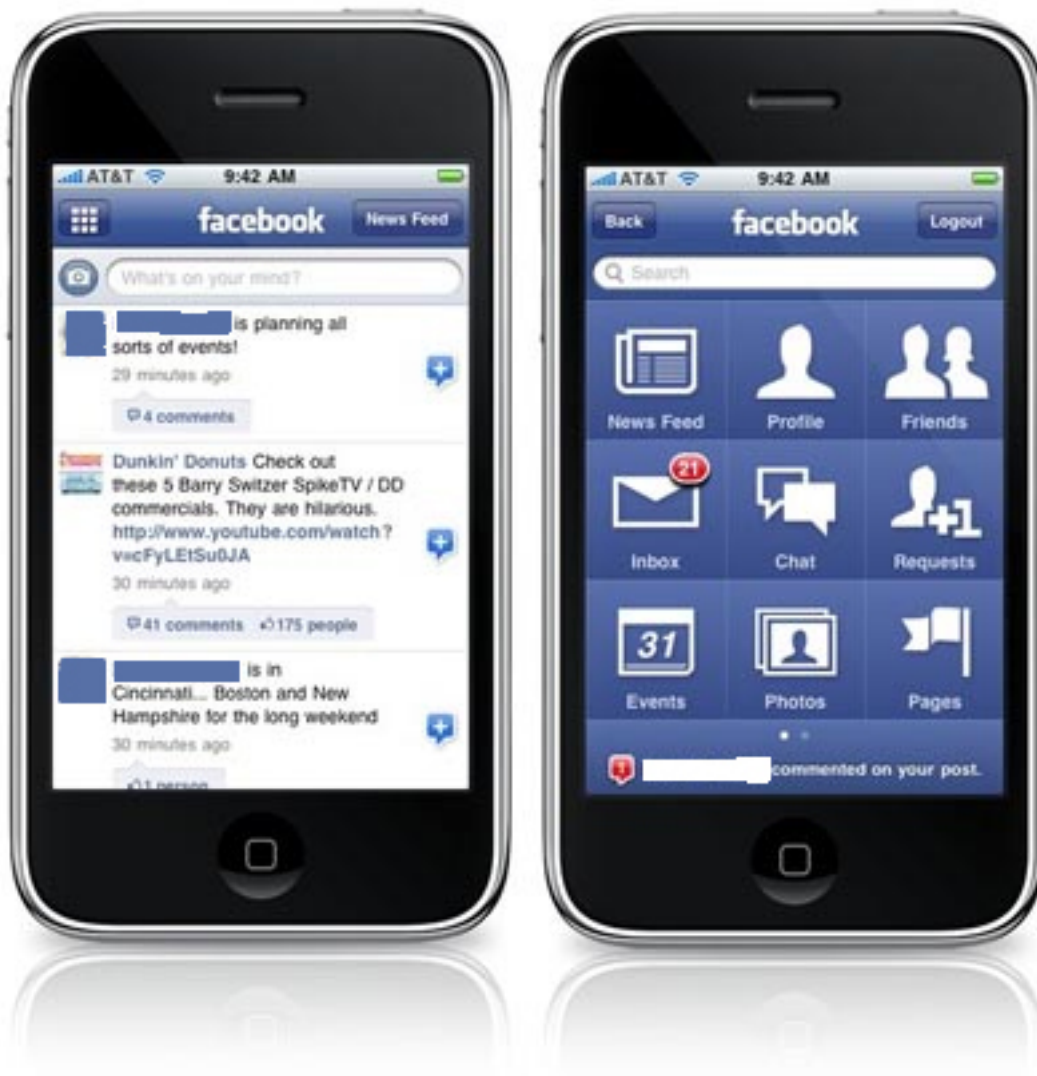 AT&T 9:42 AM
facebook News Feed
What's on your mind?
is planning all
sorts of events!
29 minutes ago
4 comments
Dunkin' Donuts Check out
these 5 Barry Switzer SpikeTV / DD
commercials. They are hilarious.
http://www.youtube.com/watch?
v=cFyLEtSu0JA
30 minutes ago
41 comments 175 people
is in
Cincinnati... Boston and New
Hampshire for the long weekend
30 minutes ago
1 person
AT&T 9:42 AM
Back facebook Logout
Search
News Feed Profile Friends
21
+1
Inbox Chat Requests
31
Events Photos Pages
1 commented on your post.